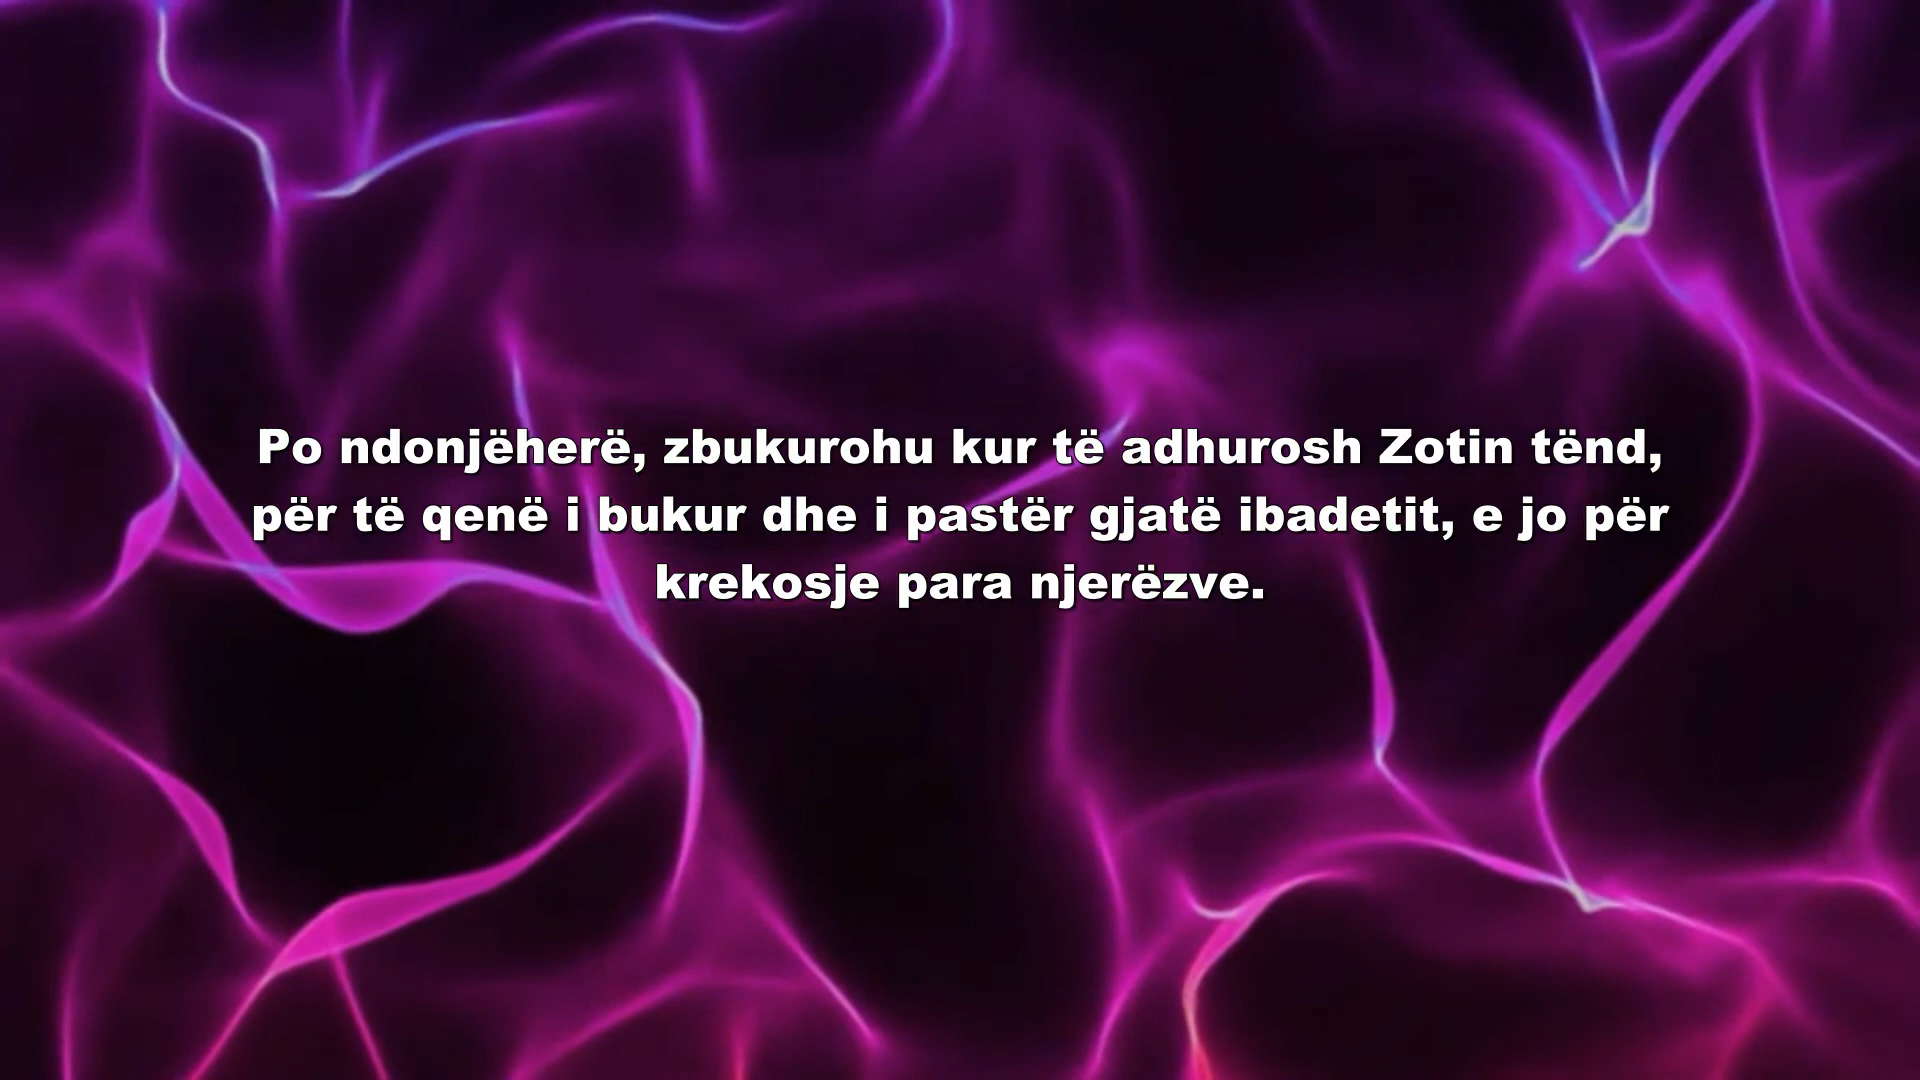 Po ndonjëherë, zbukurohu kur të adhurosh Zotin tënd,
për të qenë i bukur dhe i pastër gjatë ibadetit, e jo për
krekosje para njerëzve.